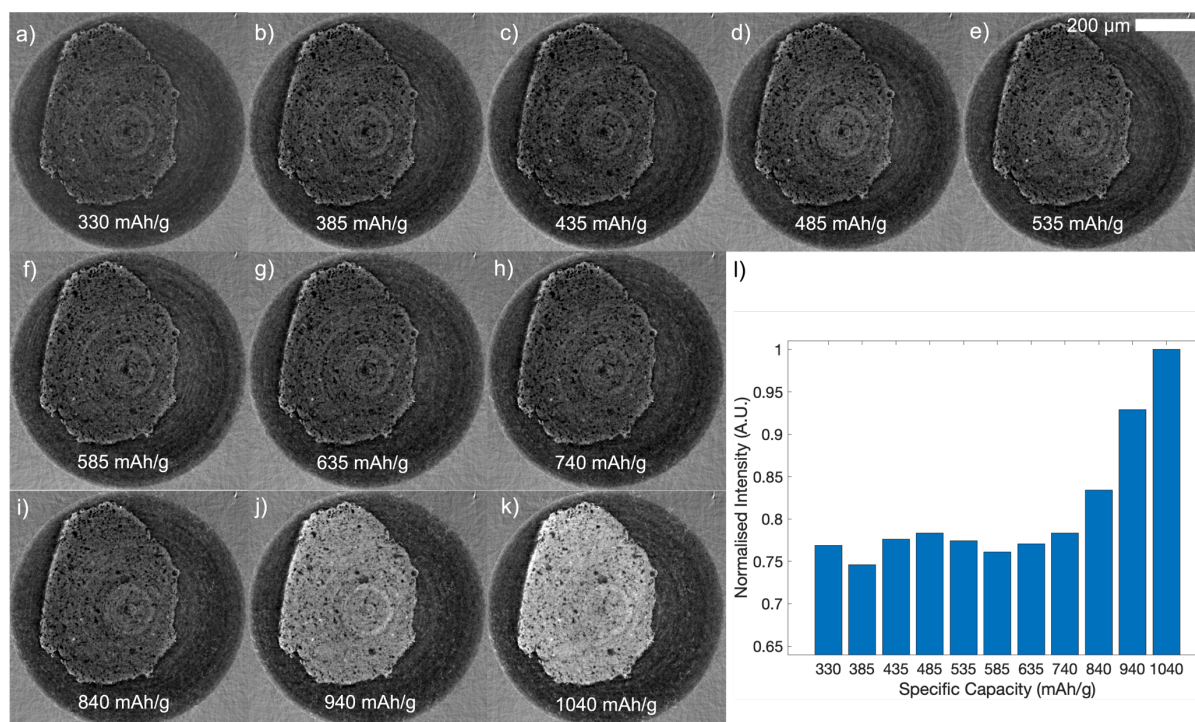 a)
b)
c)
d)
e)
200 µm
330 mAh/g
385 mAh/g
435 mAh/g
485 mAh/g
535 mAh/g
f)
g)
h)
585 mAh/g
635 mAh/g
740 mAh/g
i)
j)
k)
840 mAh/g
940 mAh/g
1040 mAh/g
l)
Normalised Intensity (A.U.)
1
0.95
0.9
0.85
0.8
0.75
0.7
0.65
330 385 435 485 535 585 635 740 840 940 1040
Specific Capacity (mAh/g)